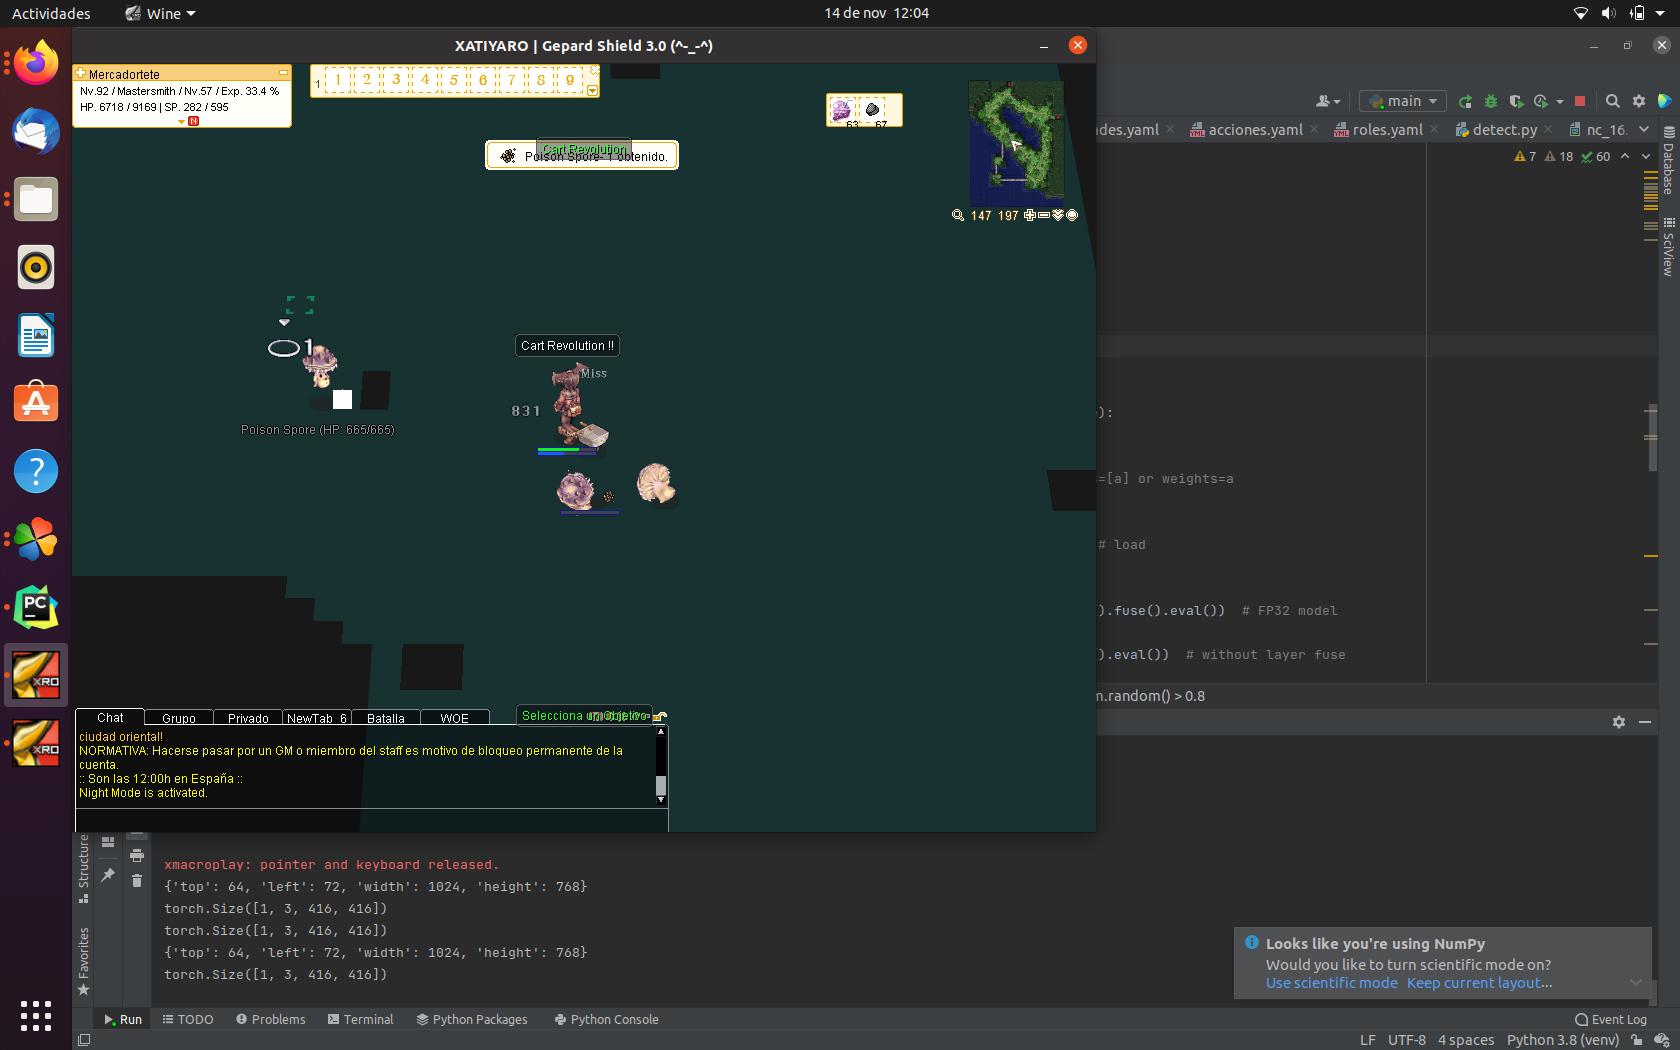 Actividades
Wine
14 de nov 12:04
XATIYARO | Gepard Shield 3.0 (^-_-^)
Mercadortete
Nv.92 / Mastersmith / Nv.57 / Exp. 33.4 %
HP. 6718 / 9169 | SP. 282 / 595
N
1 1 2 3 4 5 6 7 8 9
63 67
Cart Revolution
Poison Spore- 1 obtenido.
147 197
1
Cart Revolution !!
Miss
831
Poison Spore (HP: 665/665)
Chat Grupo Privado NewTab_6 Batalla WOE
Selecciona un objetivo
ciudad oriental!
NORMATIVA: Hacerse pasar por un GM o miembro del staff es motivo de bloqueo permanente de la
cuenta.
:: Son las 12:00h en España ::
Night Mode is activated.
main
des.yaml acciones.yaml roles.yaml detect.py nc_16.
7 18 60
Database
SciView
):
=[a] or weights=a
# load
).fuse().eval()) # FP32 model
).eval()) # without layer fuse
m.random() > 0.8
PC
XRO
XRO
Structure
Favorites
xmacroplay: pointer and keyboard released.
{'top': 64, 'left': 72, 'width': 1024, 'height': 768}
torch.Size([1, 3, 416, 416])
torch.Size([1, 3, 416, 416])
{'top': 64, 'left': 72, 'width': 1024, 'height': 768}
torch.Size([1, 3, 416, 416])
Looks like you're using NumPy
Would you like to turn scientific mode on?
Use scientific mode Keep current layout...
Run TODO Problems Terminal Python Packages Python Console
Event Log
LF UTF-8 4 spaces Python 3.8 (venv)